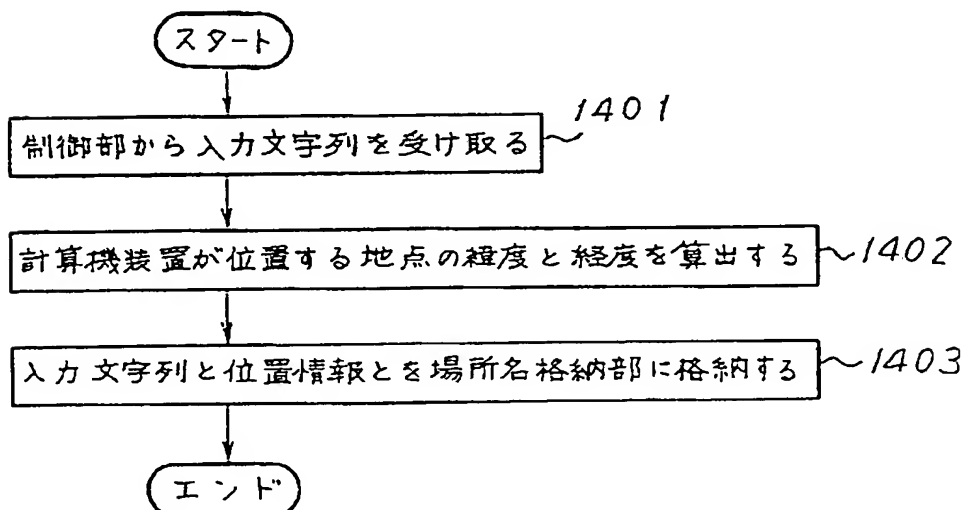 スタート
制御部から入力文字列を受け取る
1401
計算機装置が位置する地点の緯度と経度を算出する
1402
入力文字列と位置情報とを場所名格納部に格納する
1403
エンド